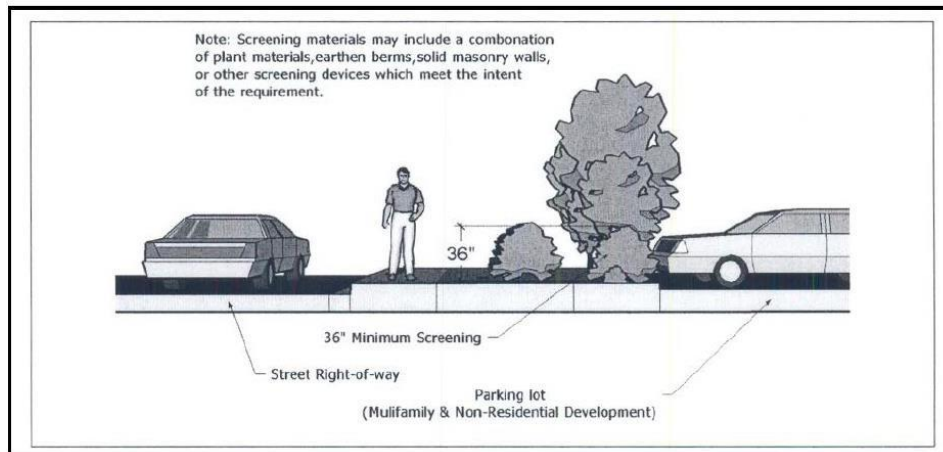 Note: Screening materials may include a combonation
of plant materials,earthen berms,solid masonry walls,
or other screening devices which meet the intent
of the requirement.
36"
36" Minimum Screening
Street Right-of-way
Parking lot
(Mulifamily & Non-Residential Development)